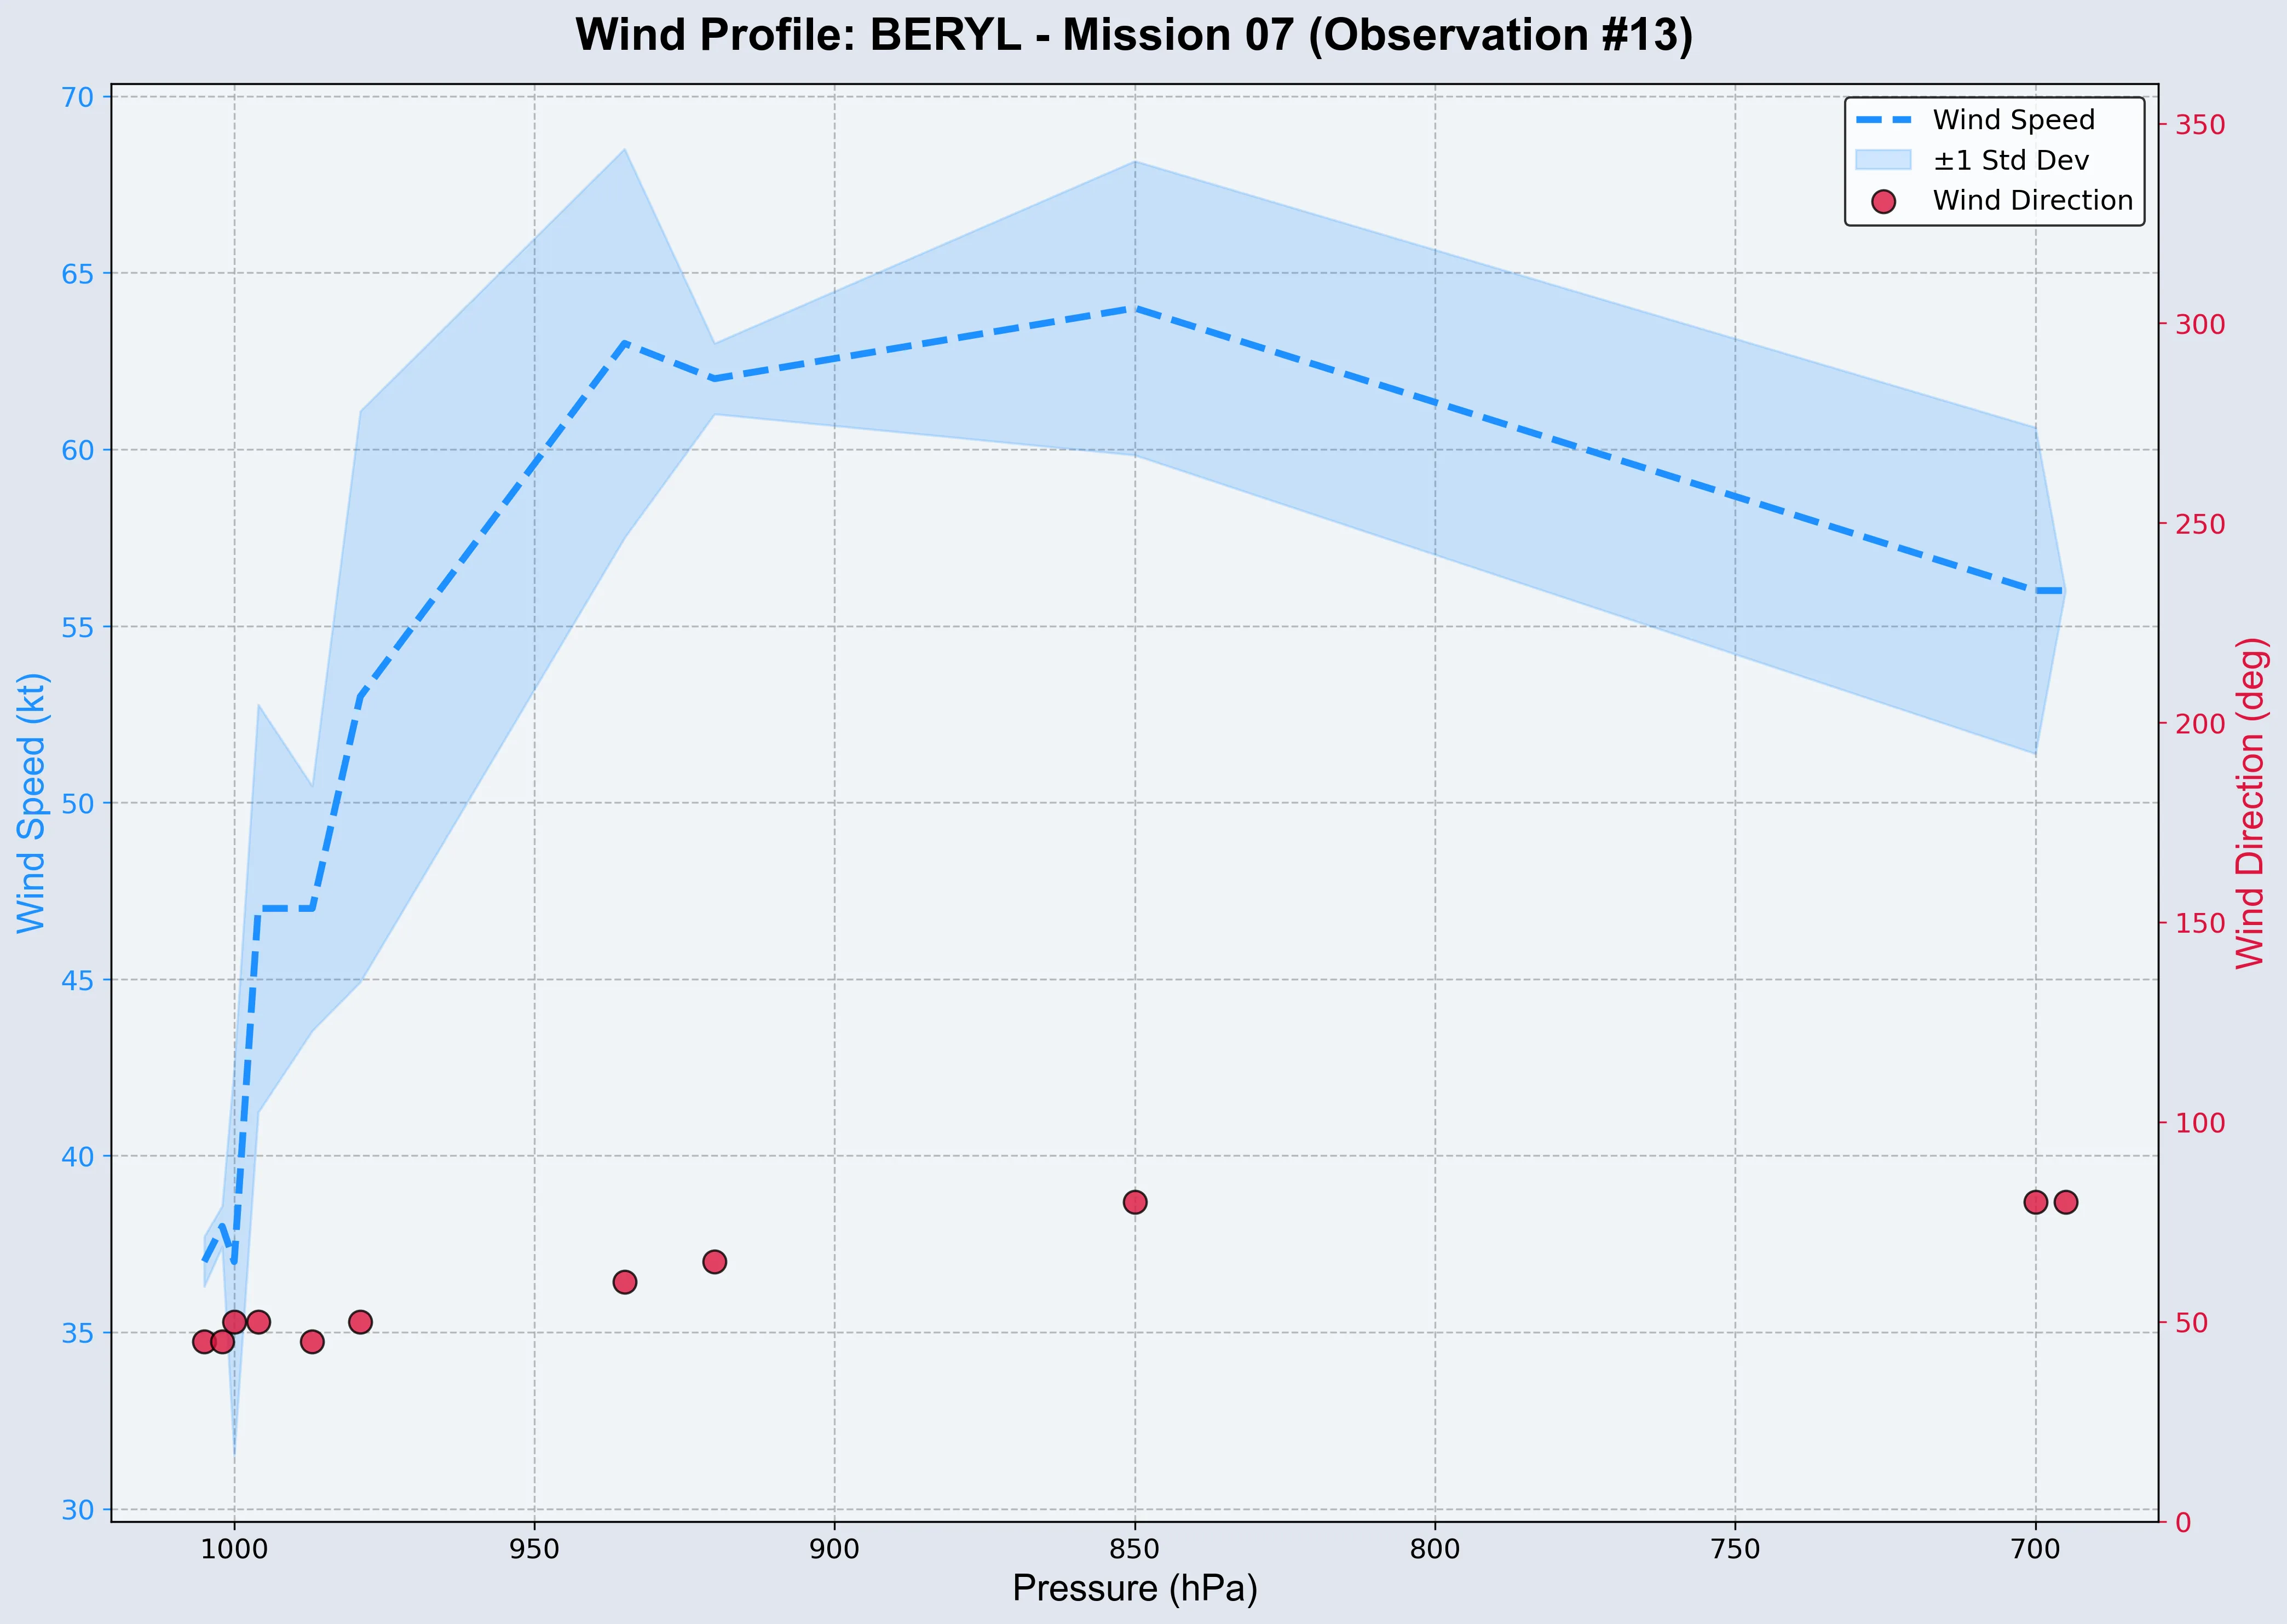 Wind Profile: BERYL - Mission 07 (Observation #13)
Wind Speed
±1 Std Dev
Wind Direction
70
65
60
55
50
45
40
35
30
Wind Speed (kt)
350
300
250
200
150
100
50
0
Wind Direction (deg)
1000 950 900 850 800 750 700
Pressure (hPa)